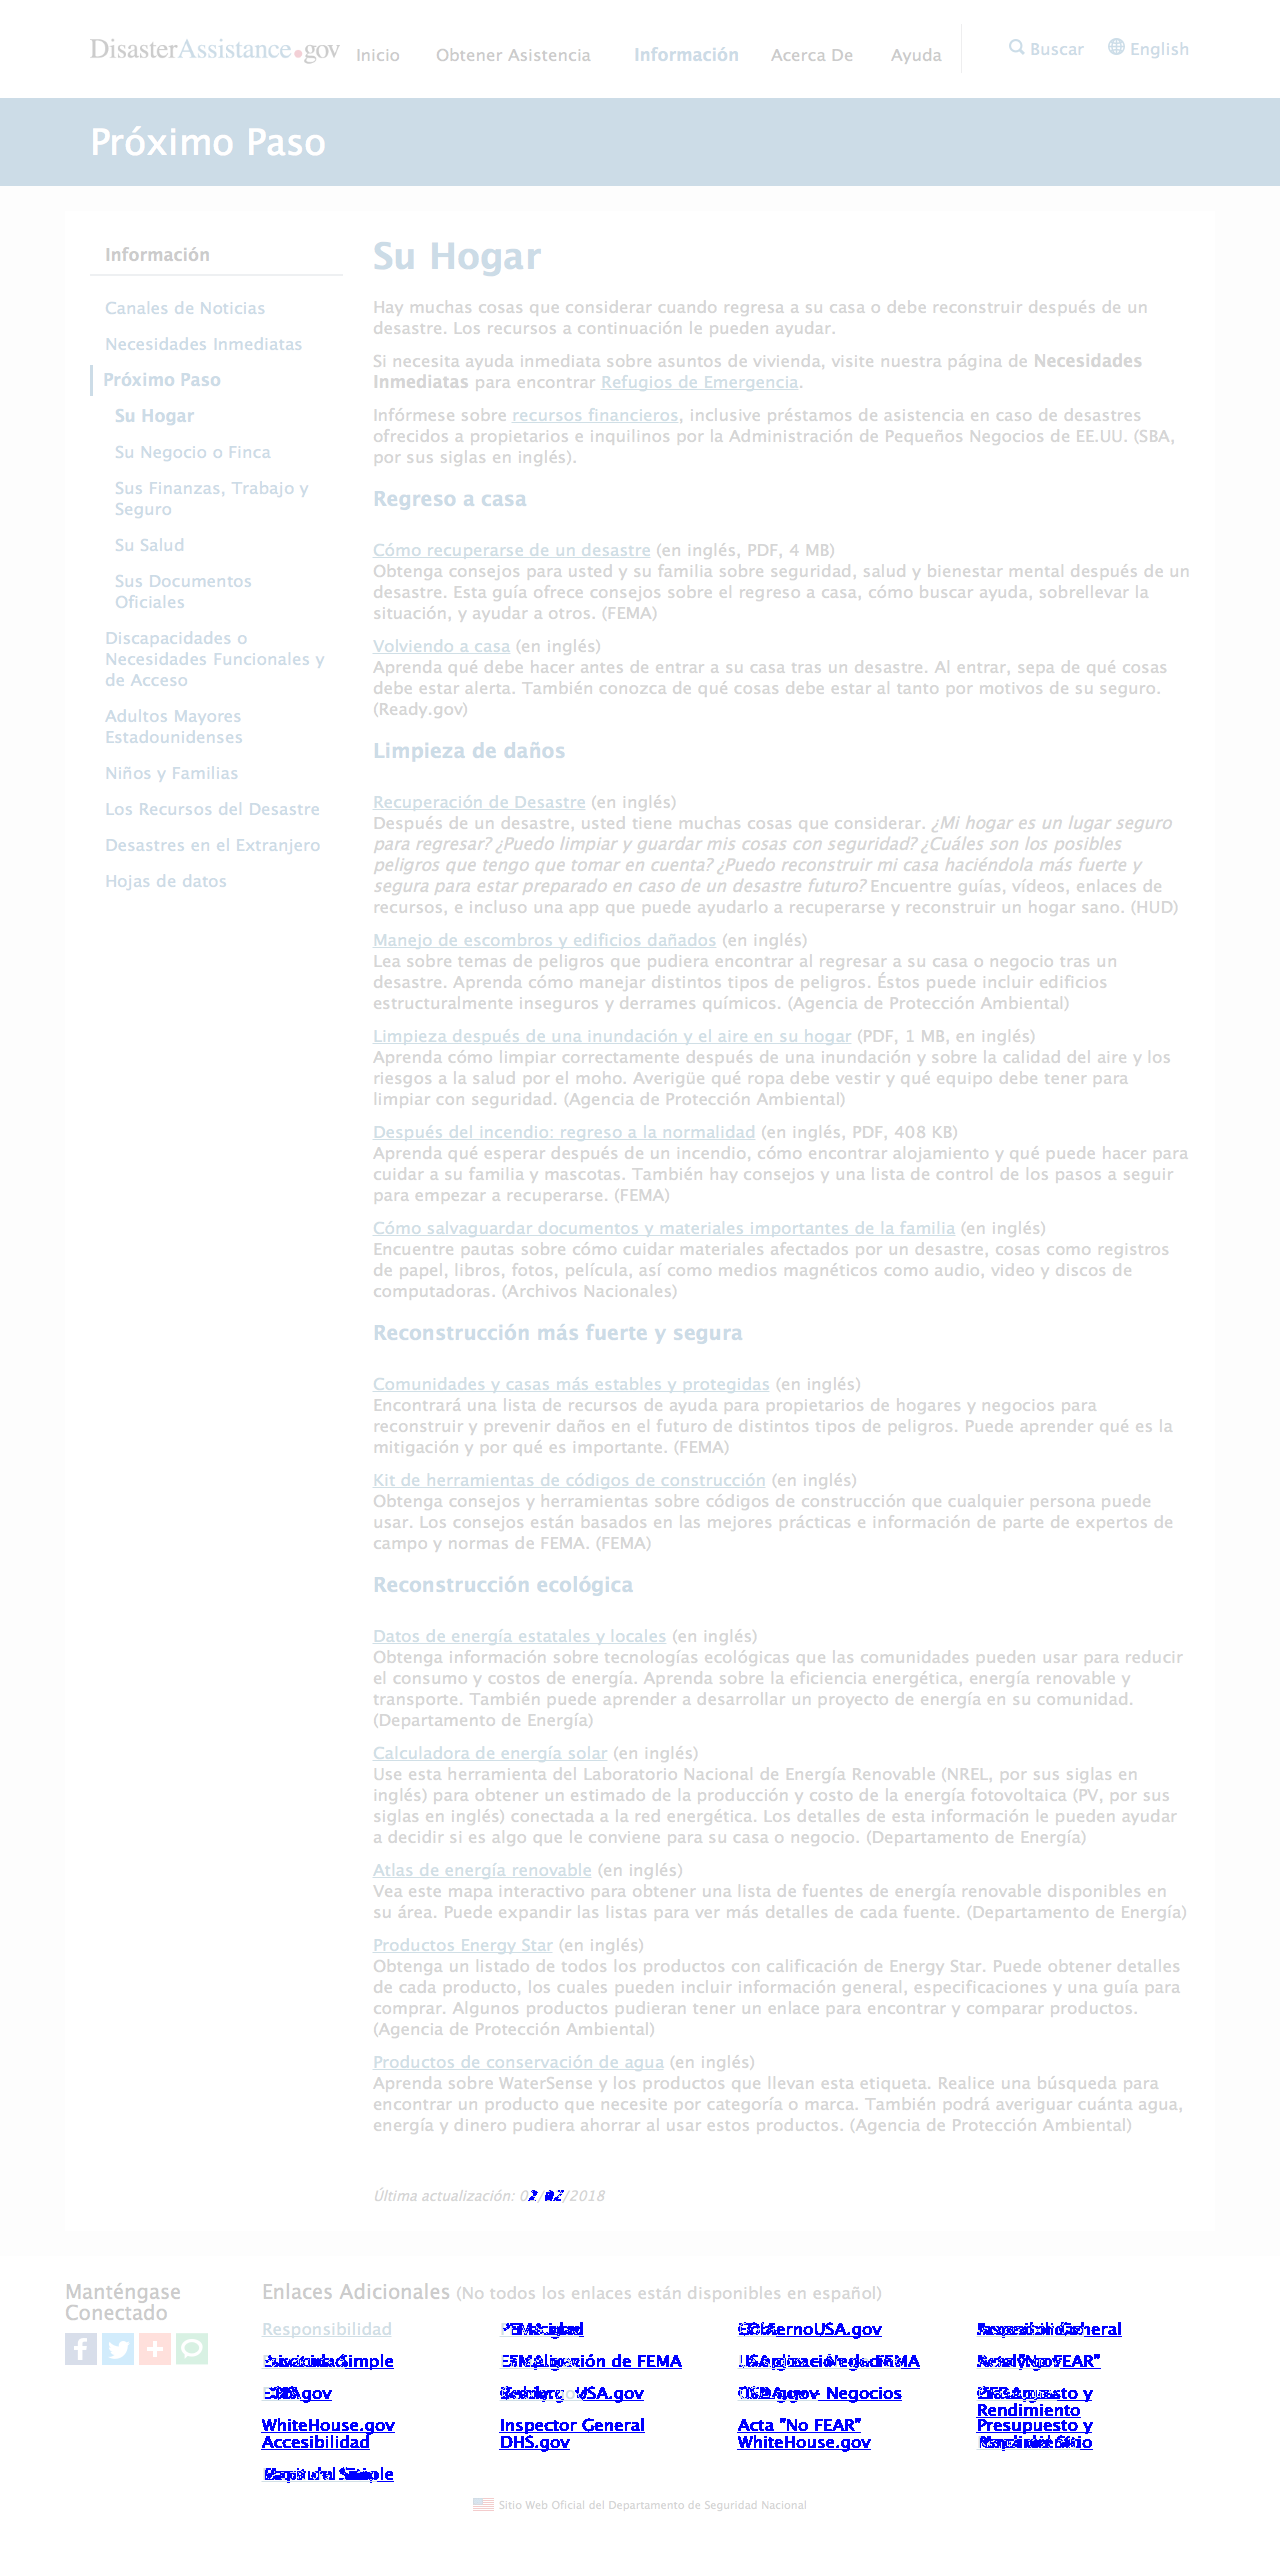 DisasterAssistance.gov Inicio Obtener Asistencia Información Acerca De Ayuda Buscar English
Próximo Paso
Información
Canales de Noticias
Necesidades Inmediatas
Próximo Paso
Su Hogar
Su Negocio o Finca
Sus Finanzas, Trabajo y
Seguro
Su Salud
Sus Documentos
Oficiales
Discapacidades o
Necesidades Funcionales y
de Acceso
Adultos Mayores
Estadounidenses
Niños y Familias
Los Recursos del Desastre
Desastres en el Extranjero
Hojas de datos
Su Hogar
Hay muchas cosas que considerar cuando regresa a su casa o debe reconstruir después de un
desastre. Los recursos a continuación le pueden ayudar.
Si necesita ayuda inmediata sobre asuntos de vivienda, visite nuestra página de Necesidades
Inmediatas para encontrar Refugios de Emergencia.
Infórmese sobre recursos financieros, inclusive préstamos de asistencia en caso de desastres
ofrecidos a propietarios e inquilinos por la Administración de Pequeños Negocios de EE.UU. (SBA,
por sus siglas en inglés).
Regreso a casa
Cómo recuperarse de un desastre (en inglés, PDF, 4 MB)
Obtenga consejos para usted y su familia sobre seguridad, salud y bienestar mental después de un
desastre. Esta guía ofrece consejos sobre el regreso a casa, cómo buscar ayuda, sobrellevar la
situación, y ayudar a otros. (FEMA)
Volviendo a casa (en inglés)
Aprenda qué debe hacer antes de entrar a su casa tras un desastre. Al entrar, sepa de qué cosas
debe estar alerta. También conozca de qué cosas debe estar al tanto por motivos de su seguro.
(Ready.gov)
Limpieza de daños
Recuperación de Desastre (en inglés)
Después de un desastre, usted tiene muchas cosas que considerar. ¿Mi hogar es un lugar seguro
para regresar? ¿Puedo limpiar y guardar mis cosas con seguridad? ¿Cuáles son los posibles
peligros que tengo que tomar en cuenta? ¿Puedo reconstruir mi casa haciéndola más fuerte y
segura para estar preparado en caso de un desastre futuro? Encuentre guías, vídeos, enlaces de
recursos, e incluso una app que puede ayudarlo a recuperarse y reconstruir un hogar sano. (HUD)
Manejo de escombros y edificios dañados (en inglés)
Lea sobre temas de peligros que pudiera encontrar al regresar a su casa o negocio tras un
desastre. Aprenda cómo manejar distintos tipos de peligros. Éstos puede incluir edificios
estructuralmente inseguros y derrames químicos. (Agencia de Protección Ambiental)
Limpieza después de una inundación y el aire en su hogar (PDF, 1 MB, en inglés)
Aprenda cómo limpiar correctamente después de una inundación y sobre la calidad del aire y los
riesgos a la salud por el moho. Averigüe qué ropa debe vestir y qué equipo debe tener para
limpiar con seguridad. (Agencia de Protección Ambiental)
Después del incendio: regreso a la normalidad (en inglés, PDF, 408 KB)
Aprenda qué esperar después de un incendio, cómo encontrar alojamiento y qué puede hacer para
cuidar a su familia y mascotas. También hay consejos y una lista de control de los pasos a seguir
para empezar a recuperarse. (FEMA)
Cómo salvaguardar documentos y materiales importantes de la familia (en inglés)
Encuentre pautas sobre cómo cuidar materiales afectados por un desastre, cosas como registros
de papel, libros, fotos, película, así como medios magnéticos como audio, video y discos de
computadoras. (Archivos Nacionales)
Reconstrucción más fuerte y segura
Comunidades y casas más estables y protegidas (en inglés)
Encontrará una lista de recursos de ayuda para propietarios de hogares y negocios para
reconstruir y prevenir daños en el futuro de distintos tipos de peligros. Puede aprender qué es la
mitigación y por qué es importante. (FEMA)
Kit de herramientas de códigos de construcción (en inglés)
Obtenga consejos y herramientas sobre códigos de construcción que cualquier persona puede
usar. Los consejos están basados en las mejores prácticas e información de parte de expertos de
campo y normas de FEMA. (FEMA)
Reconstrucción ecológica
Datos de energía estatales y locales (en inglés)
Obtenga información sobre tecnologías ecológicas que las comunidades pueden usar para reducir
el consumo y costos de energía. Aprenda sobre la eficiencia energética, energía renovable y
transporte. También puede aprender a desarrollar un proyecto de energía en su comunidad.
(Departamento de Energía)
Calculadora de energía solar (en inglés)
Use esta herramienta del Laboratorio Nacional de Energía Renovable (NREL, por sus siglas en
inglés) para obtener un estimado de la producción y costo de la energía fotovoltaica (PV, por sus
siglas en inglés) conectada a la red energética. Los detalles de esta información le pueden ayudar
a decidir si es algo que le conviene para su casa o negocio. (Departamento de Energía)
Atlas de energía renovable (en inglés)
Vea este mapa interactivo para obtener una lista de fuentes de energía renovable disponibles en
su área. Puede expandir las listas para ver más detalles de cada fuente. (Departamento de Energía)
Productos Energy Star (en inglés)
Obtenga un listado de todos los productos con calificación de Energy Star. Puede obtener detalles
de cada producto, los cuales pueden incluir información general, especificaciones y una guía para
comprar. Algunos productos pudieran tener un enlace para encontrar y comparar productos.
(Agencia de Protección Ambiental)
Productos de conservación de agua (en inglés)
Aprenda sobre WaterSense y los productos que llevan esta etiqueta. Realice una búsqueda para
encontrar un producto que necesite por categoría o marca. También podrá averiguar cuánta agua,
energía y dinero pudiera ahorrar al usar estos productos. (Agencia de Protección Ambiental)
Última actualización: /2018
Manténgase
Conectado
Enlaces Adicionales (No todos los enlaces están disponibles en español)
Responsibilidad
Rendimiento
WhiteHouse.gov Inspector General Acta "No FEAR" Presupuesto y
Accesibilidad DHS.gov WhiteHouse.gov
Sitio Web Oficial del Departamento de Seguridad Nacional